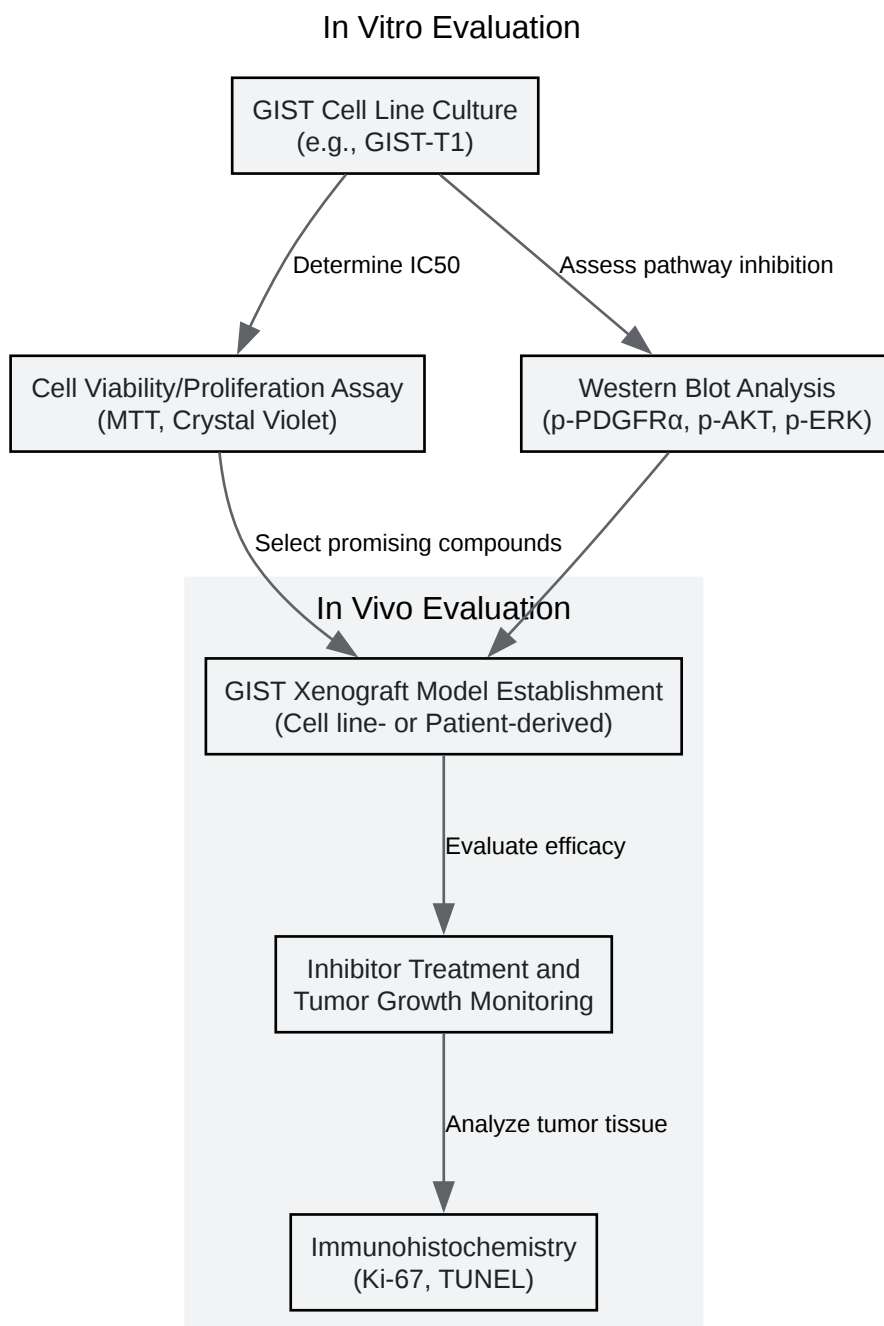 In Vitro Evaluation
GIST Cell Line Culture
(e.g., GIST-T1)
Determine IC50
Assess pathway inhibition
Cell Viability/Proliferation Assay
(MTT, Crystal Violet)
Western Blot Analysis
(p-PDGFRα, p-AKT, p-ERK)
Select promising compounds
In Vivo Evaluation
GIST Xenograft Model Establishment
(Cell line- or Patient-derived)
Evaluate efficacy
Inhibitor Treatment and
Tumor Growth Monitoring
Analyze tumor tissue
Immunohistochemistry
(Ki-67, TUNEL)